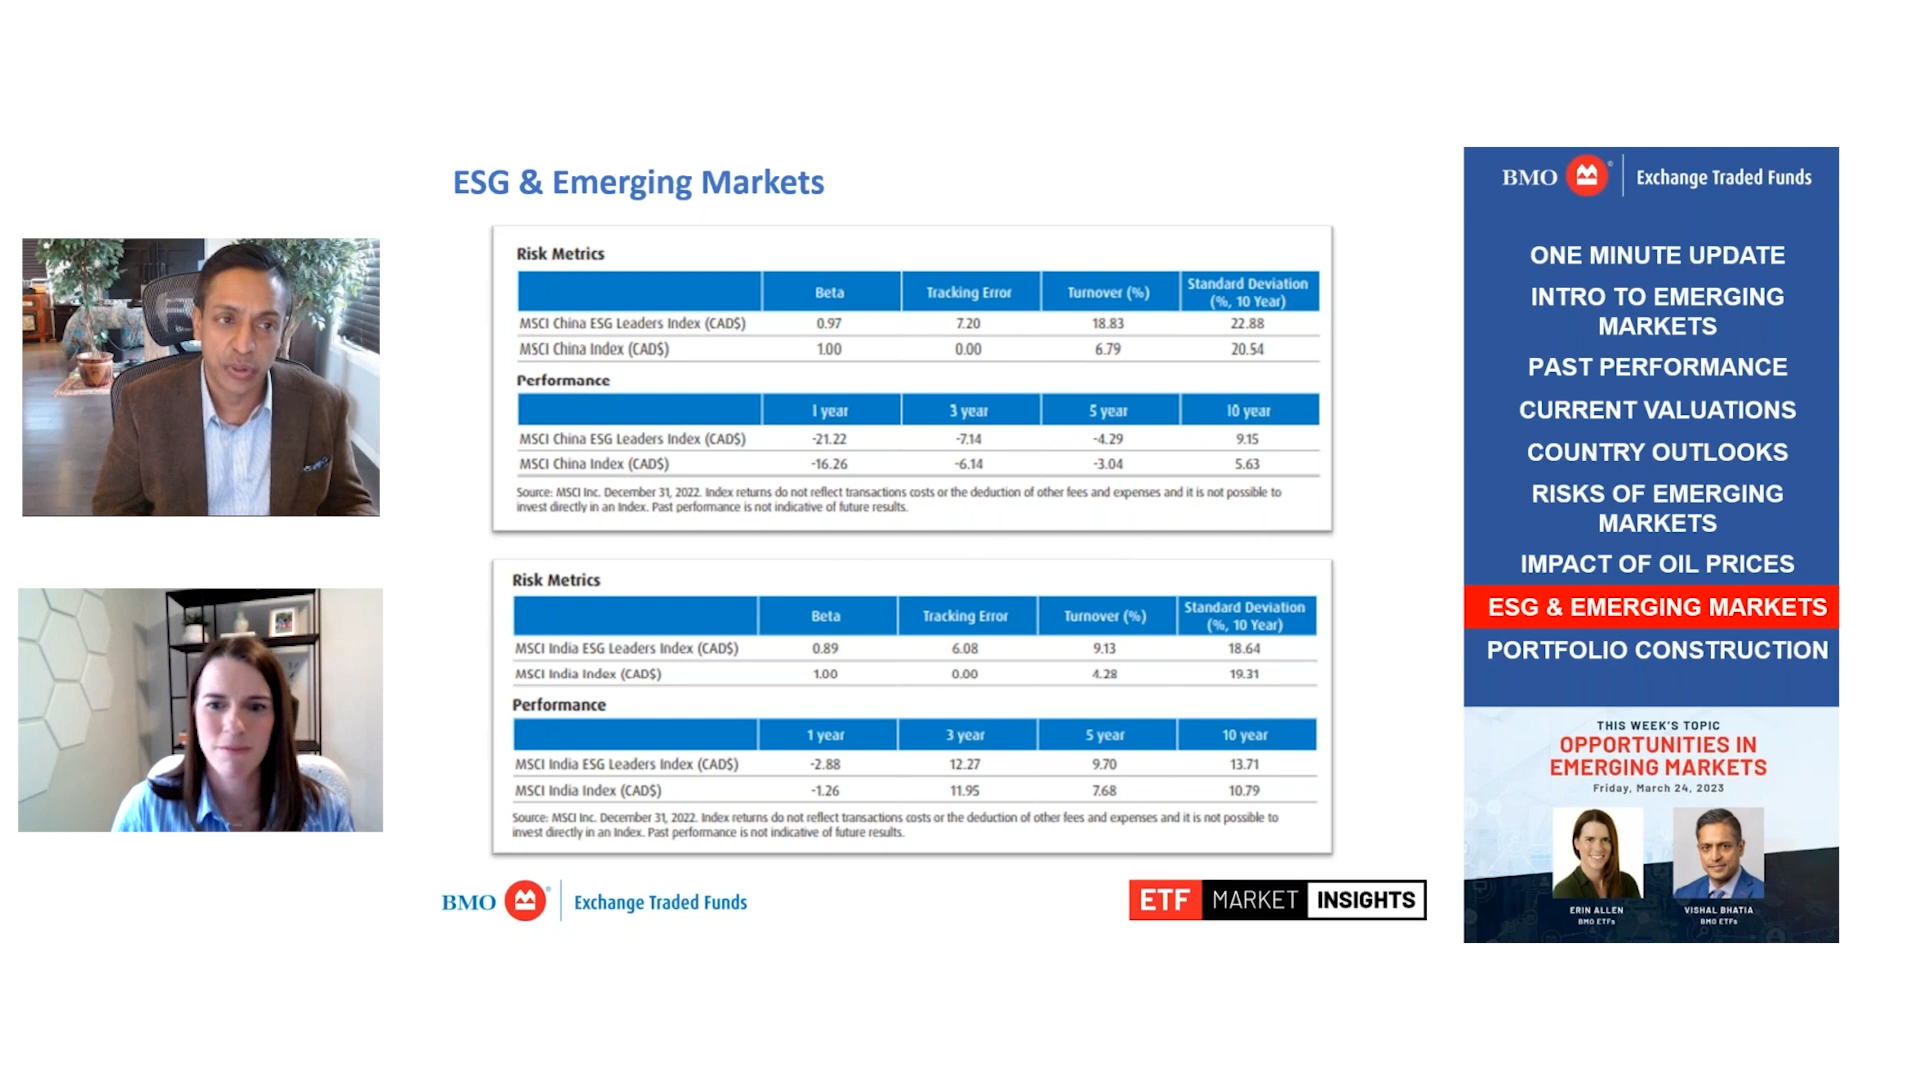 ESG & Emerging Markets
Risk Metrics
Beta Tracking Error Turnover (%) Standard Deviation (%, 10 Year)
MSCI China ESG Leaders Index (CAD$) 0.97 7.20 18.83 22.88
MSCI China Index (CAD$) 1.00 0.00 6.79 20.54
Performance
1 year 3 year 5 year 10 year
MSCI China ESG Leaders Index (CAD$) -21.22 -7.14 -4.29 9.15
MSCI China Index (CAD$) -16.26 -6.14 -3.04 5.63
Source: MSCI Inc. December 31, 2022. Index returns do not reflect transactions costs or the deduction of other fees and expenses and it is not possible to
invest directly in an Index. Past performance is not indicative of future results.
Risk Metrics
Beta Tracking Error Turnover (%) Standard Deviation (%, 10 Year)
MSCI India ESG Leaders Index (CAD$) 0.89 6.08 9.13 18.64
MSCI India Index (CAD$) 1.00 0.00 4.28 19.31
Performance
1 year 3 year 5 year 10 year
MSCI India ESG Leaders Index (CAD$) -2.88 12.27 9.70 13.71
MSCI India Index (CAD$) -1.26 11.95 7.68 10.79
Source: MSCI Inc. December 31, 2022. Index returns do not reflect transactions costs or the deduction of other fees and expenses and it is not possible to
invest directly in an Index. Past performance is not indicative of future results.
BMO Exchange Traded Funds
ETF MARKET INSIGHTS
BMO Exchange Traded Funds
ONE MINUTE UPDATE
INTRO TO EMERGING
MARKETS
PAST PERFORMANCE
CURRENT VALUATIONS
COUNTRY OUTLOOKS
RISKS OF EMERGING
MARKETS
IMPACT OF OIL PRICES
ESG & EMERGING MARKETS
PORTFOLIO CONSTRUCTION
THIS WEEK'S TOPIC
OPPORTUNITIES IN
EMERGING MARKETS
Friday, March 24, 2023
ERIN ALLEN
BMO ETFs
VISHAL BHATIA
BMO ETFs